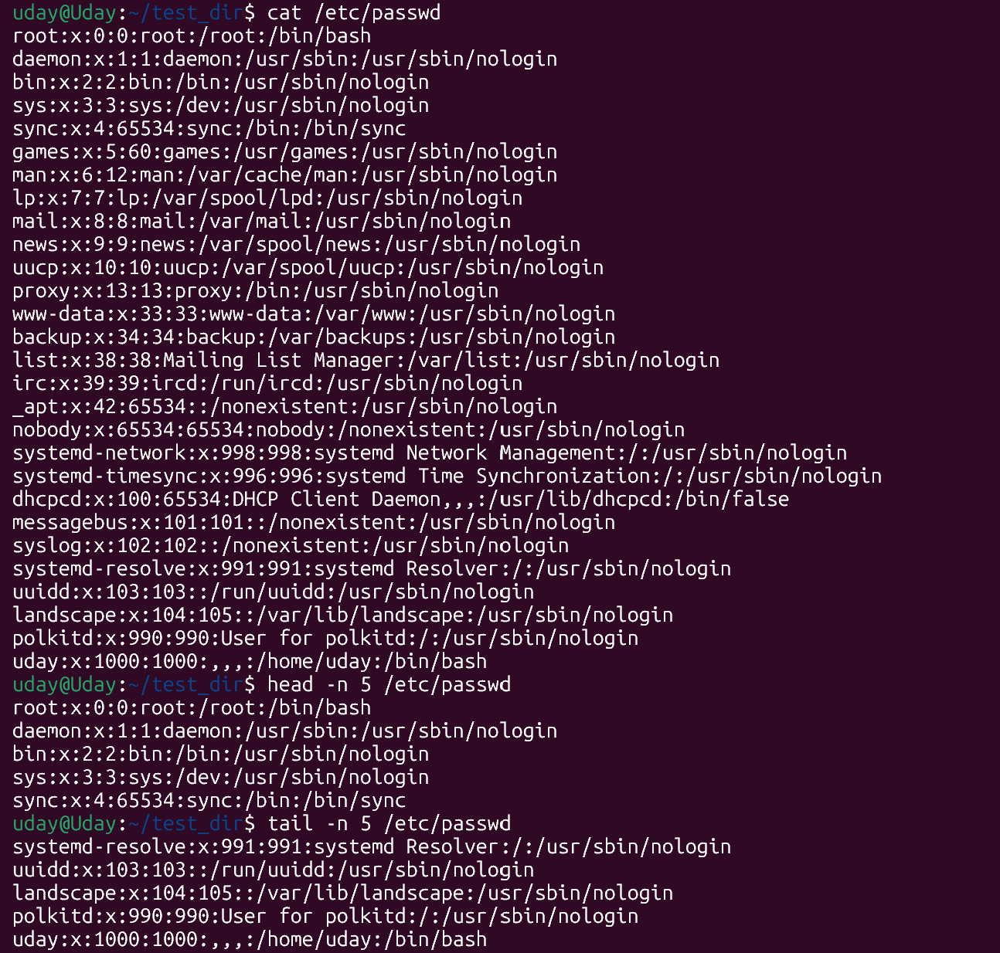 uday@Uday:~/test_dir$ cat /etc/passwd
root:x:0:0:root:/root:/bin/bash
daemon:x:1:1:daemon:/usr/sbin:/usr/sbin/nologin
bin:x:2:2:bin:/bin:/usr/sbin/nologin
sys:x:3:3:sys:/dev:/usr/sbin/nologin
sync:x:4:65534:sync:/bin:/bin/sync
games:x:5:60:games:/usr/games:/usr/sbin/nologin
man:x:6:12:man:/var/cache/man:/usr/sbin/nologin
lp:x:7:7:lp:/var/spool/lpd:/usr/sbin/nologin
mail:x:8:8:mail:/var/mail:/usr/sbin/nologin
news:x:9:9:news:/var/spool/news:/usr/sbin/nologin
uucp:x:10:10:uucp:/var/spool/uucp:/usr/sbin/nologin
proxy:x:13:13:proxy:/bin:/usr/sbin/nologin
www-data:x:33:33:www-data:/var/www:/usr/sbin/nologin
backup:x:34:34:backup:/var/backups:/usr/sbin/nologin
list:x:38:38:Mailing List Manager:/var/list:/usr/sbin/nologin
irc:x:39:39:ircd:/run/ircd:/usr/sbin/nologin
_apt:x:42:65534::/nonexistent:/usr/sbin/nologin
nobody:x:65534:65534:nobody:/nonexistent:/usr/sbin/nologin
systemd-network:x:998:998:systemd Network Management:/:/usr/sbin/nologin
systemd-timesync:x:996:996:systemd Time Synchronization:/:/usr/sbin/nologin
dhcpcd:x:100:65534:DHCP Client Daemon,,,:/usr/lib/dhcpcd:/bin/false
messagebus:x:101:101::/nonexistent:/usr/sbin/nologin
syslog:x:102:102::/nonexistent:/usr/sbin/nologin
systemd-resolve:x:991:991:systemd Resolver:/:/usr/sbin/nologin
uuidd:x:103:103::/run/uuidd:/usr/sbin/nologin
landscape:x:104:105::/var/lib/landscape:/usr/sbin/nologin
polkitd:x:990:990:User for polkitd:/:/usr/sbin/nologin
uday:x:1000:1000:,,,:/home/uday:/bin/bash
uday@Uday:~/test_dir$ head -n 5 /etc/passwd
root:x:0:0:root:/root:/bin/bash
daemon:x:1:1:daemon:/usr/sbin:/usr/sbin/nologin
bin:x:2:2:bin:/bin:/usr/sbin/nologin
sys:x:3:3:sys:/dev:/usr/sbin/nologin
sync:x:4:65534:sync:/bin:/bin/sync
uday@Uday:~/test_dir$ tail -n 5 /etc/passwd
systemd-resolve:x:991:991:systemd Resolver:/:/usr/sbin/nologin
uuidd:x:103:103::/run/uuidd:/usr/sbin/nologin
landscape:x:104:105::/var/lib/landscape:/usr/sbin/nologin
polkitd:x:990:990:User for polkitd:/:/usr/sbin/nologin
uday:x:1000:1000:,,,:/home/uday:/bin/bash